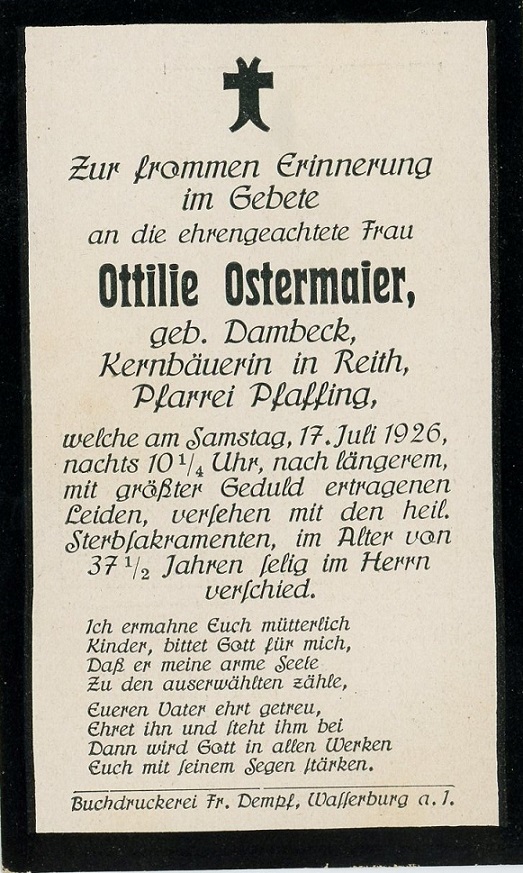 Zur frommen Erinnerung
im Gebete
an die ehrengeachtete Frau
Ottilie Ostermaier,
geb. Dambeck,
Kernbäuerin in Reith,
Pfarrei Pfaffing,
welche am Samstag, 17. Juli 1926,
nachts 10 1/4 Uhr, nach längerem,
mit größter Geduld ertragenen
Leiden, verſehen mit den heil.
Sterbſakramenten, im Alter von
37 1/2 Jahren ſelig im Herrn
verſchied.
Ich ermahne Euch mütterlich
Kinder, bittet Gott für mich,
Daß er meine arme Seele
Zu den auserwählten zähle,
Eueren Vater ehrt getreu,
Ehret ihn und ſteht ihm bei
Dann wird Gott in allen Werken
Euch mit ſeinem Segen ſtärken.
Buchdruckerei Fr. Dempf, Waſſerburg a. I.